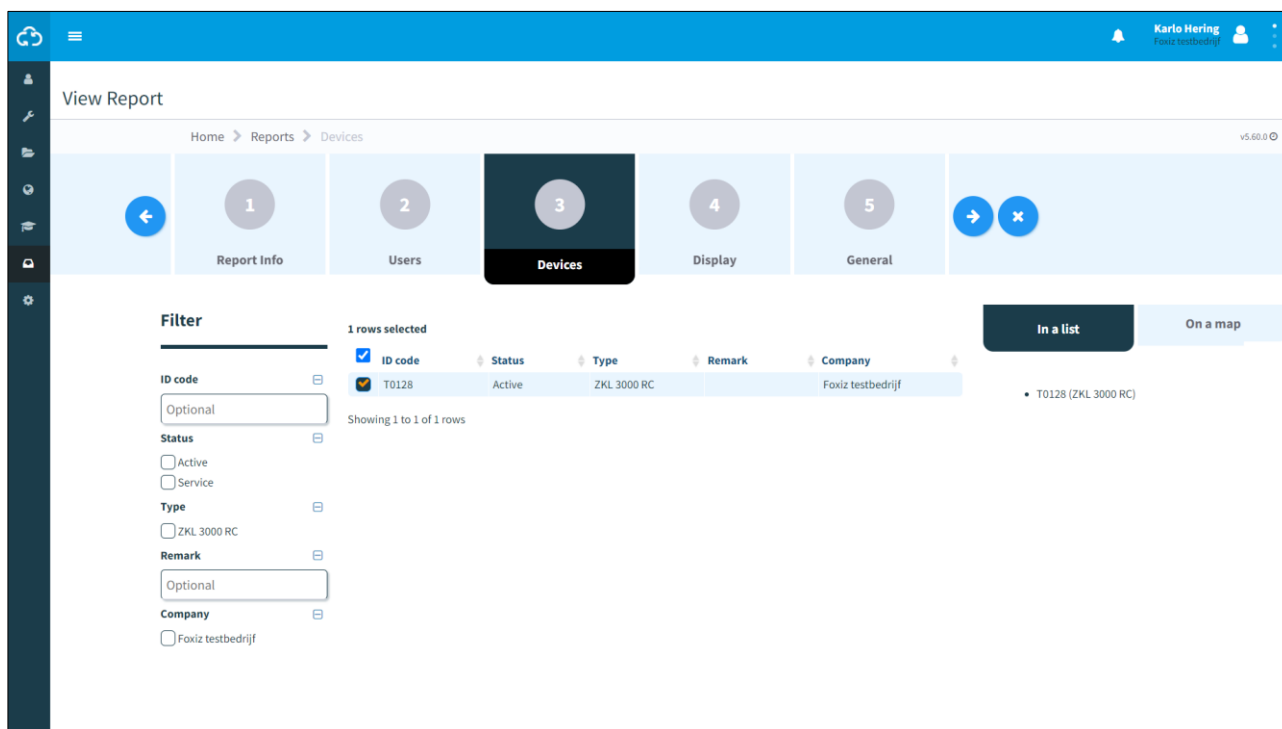 Karlo Hering
Foxiz testbedrijf
View Report
Home Reports Devices
v5.60.0
1
Report Info
2
Users
3
Devices
4
Display
5
General
Filter
ID code
Optional
Status
Active
Service
Type
ZKL 3000 RC
Remark
Optional
Company
Foxiz testbedrijf
1 rows selected
ID code Status Type Remark Company
T0128 Active ZKL 3000 RC Foxiz testbedrijf
Showing 1 to 1 of 1 rows
In a list
On a map
• T0128 (ZKL 3000 RC)